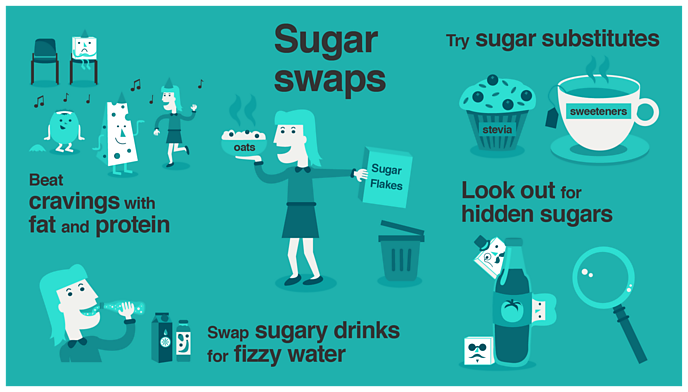 Sugar
swaps
Try sugar substitutes
stevia
sweeteners
oats
Sugar
Flakes
Beat
cravings with
fat and protein
Look out for
hidden sugars
Swap sugary drinks
for fizzy water